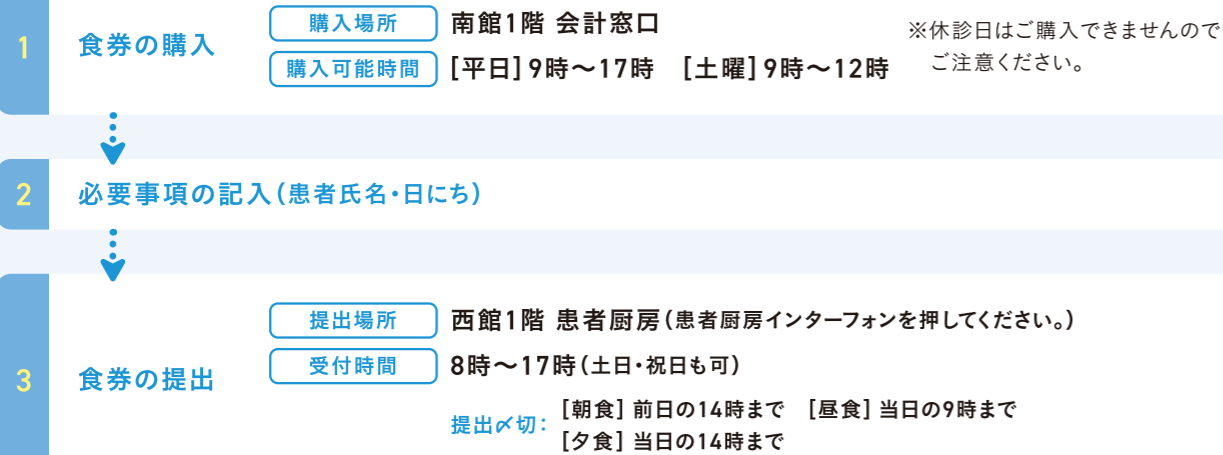 1 食券の購入
購入場所 南館1階 会計窓口
購入可能時間 [平日] 9時〜17時 [土曜] 9時〜12時
※休診日はご購入できませんので
ご注意ください。
2 必要事項の記入(患者氏名・日にち)
3 食券の提出
提出場所 西館1階 患者厨房(患者厨房インターフォンを押してください。)
受付時間 8時〜17時(土日・祝日も可)
提出〆切: [朝食] 前日の14時まで [昼食] 当日の9時まで
[夕食] 当日の14時まで